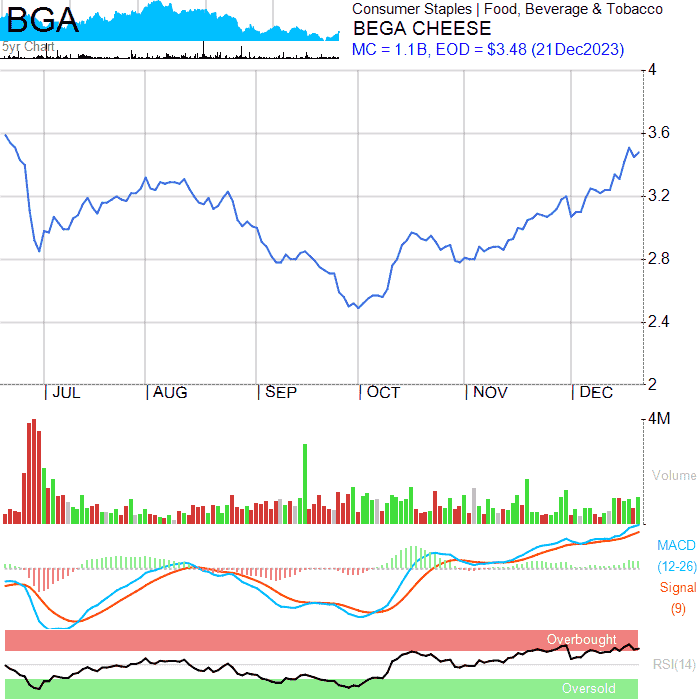 BGA
5yr Chart
Consumer Staples | Food, Beverage & Tobacco
BEGA CHEESE
MC = 1.1B, EOD = $3.48 (21Dec2023)
4
3.6
3.2
2.8
2.4
2
JUL AUG SEP OCT NOV DEC
4M
Volume
MACD
(12-26)
Signal
(9)
Overbought
RSI(14)
Oversold